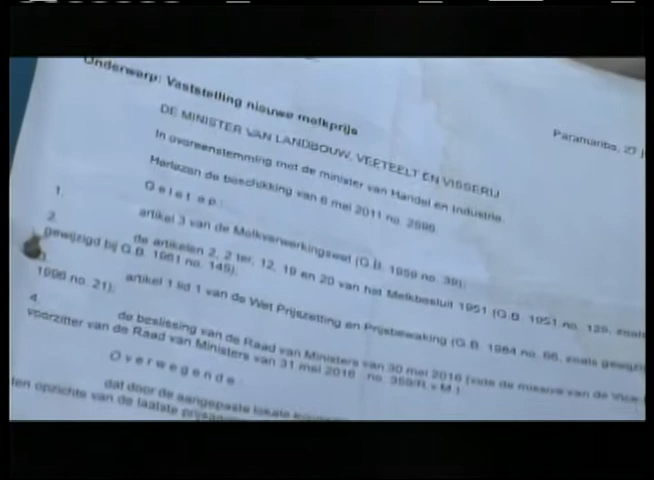 Onderwerp: Vaststelling nieuwe melkprijs
Paramaribo, 27 j
DE MINISTER VAN LANDBOUW, VEETEELT EN VISSERIJ
In overeenstemming met de minister van Handel en Industrie
Herlezen de beschikking van 6 mei 2011 no.
G e l e t o p :
1. artikel 3 van de Melkverwerkingswet (G.B. 1959 no. 39);
2. de artikelen 2, 2 ter, 12, 19 en 20 van het Melkbesluit 1951 (G.B. 1951 no. 129, zoals
gewijzigd bij G.B. 1961 no. 145);
artikel 1 lid 1 van de Wet Prijszetting en Prijsbewaking (G.B. 1984 no. 66, zoals gewijzig
1996 no. 21);
4. de beslissing van de Raad van Ministers van 30 mei 2016 (vide de missive van de Vice
voorzitter van de Raad van Ministers van 31 mei 2016 no. 359/R.v.M.)
O v e r w e g e n d e :
dat door de aangepaste lokale
ten opzichte van de laatste